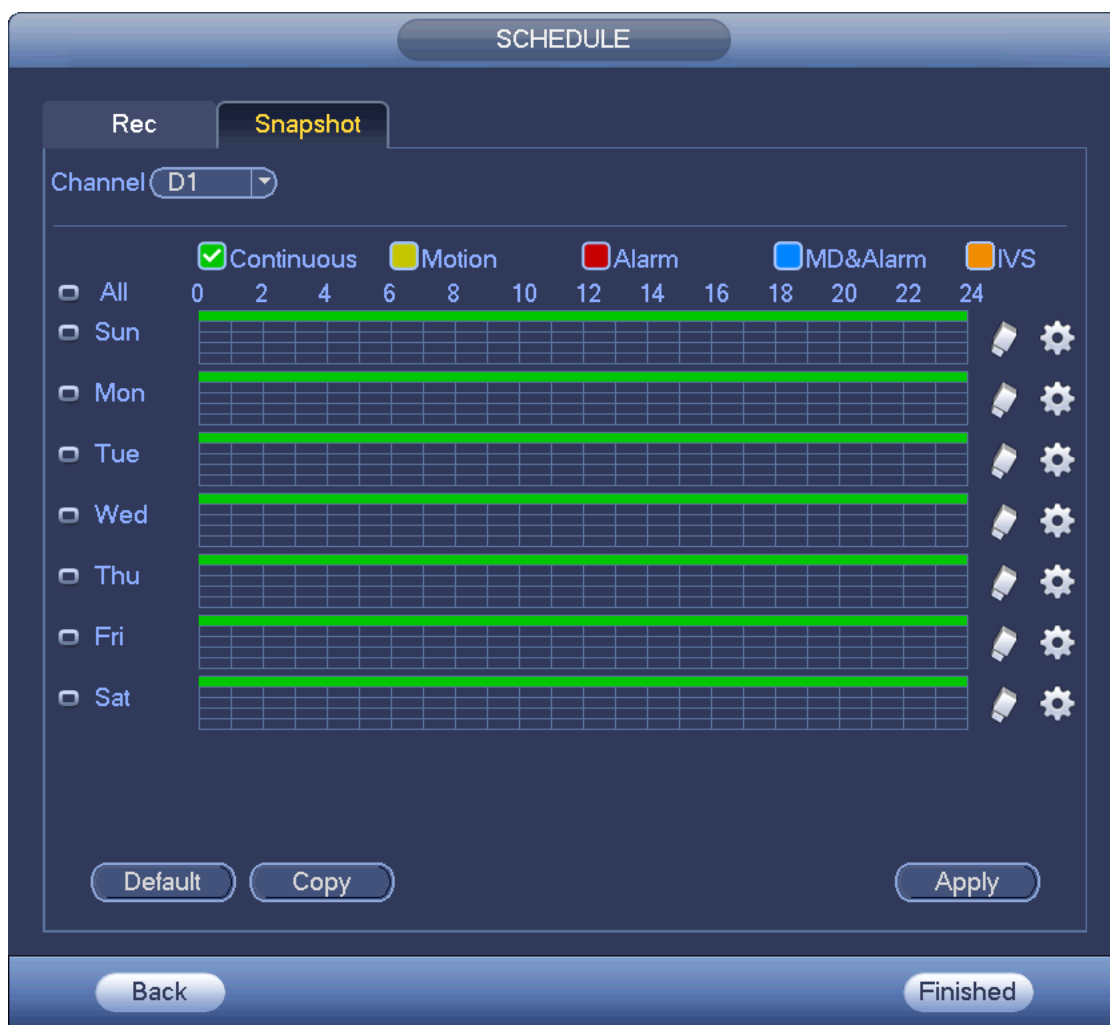 SCHEDULE
Rec Snapshot
Channel D1
Continuous Motion Alarm MD&Alarm IVS
All 0 2 4 6 8 10 12 14 16 18 20 22 24
Sun
Mon
Tue
Wed
Thu
Fri
Sat
Default Copy Apply
Back Finished